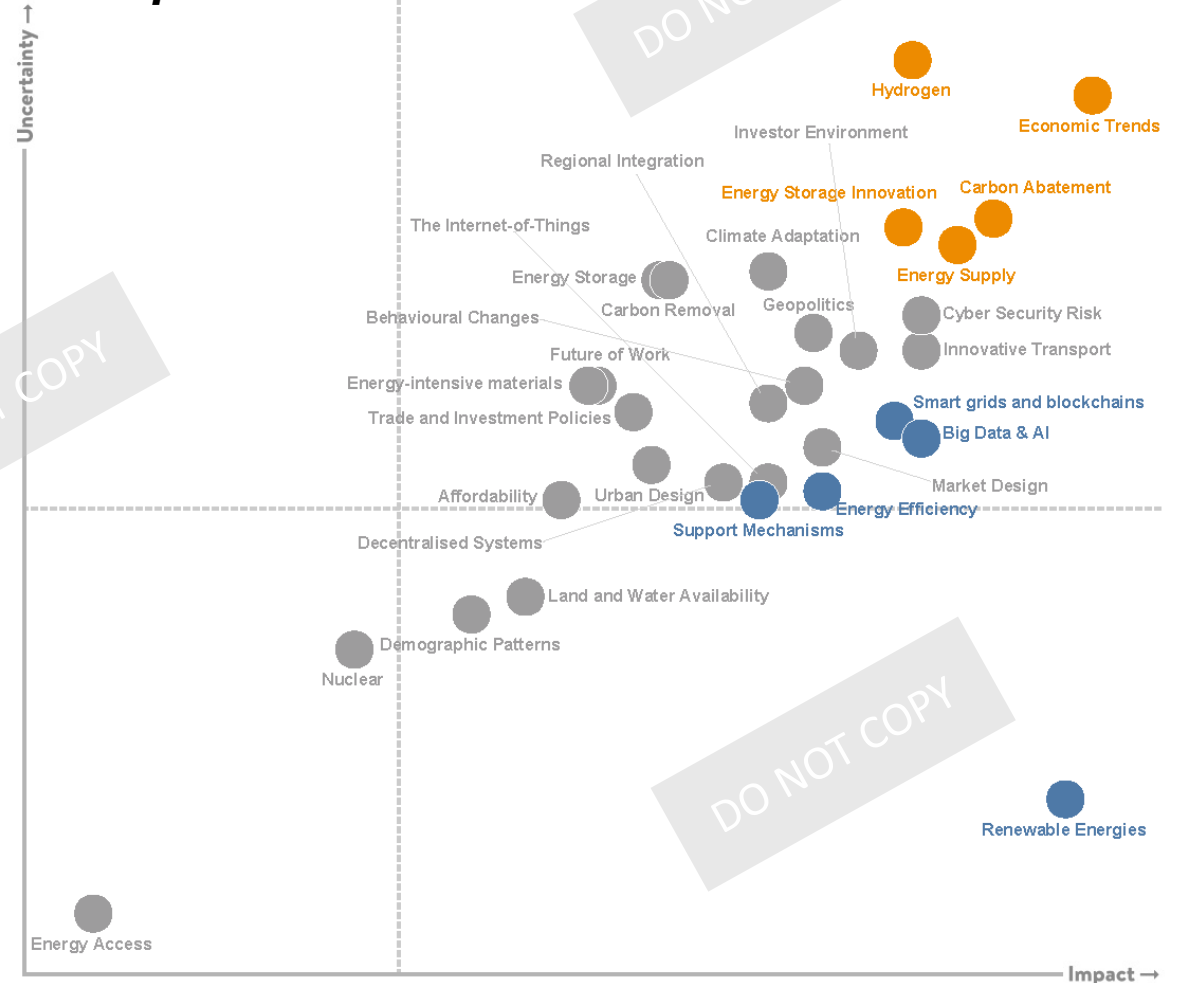 Uncertainty →
DO NO
Hydrogen
Economic Trends
Investor Environment
Regional Integration
Energy Storage Innovation
Carbon Abatement
The Internet-of-Things
Climate Adaptation
Energy Supply
Energy Storage
Carbon Removal
Geopolitics
Cyber Security Risk
Behavioural Changes
Innovative Transport
Future of Work
Energy-intensive materials
T COPY
Trade and Investment Policies
Smart grids and blockchains
Big Data & AI
Market Design
Affordability
Urban Design
Energy Efficiency
Support Mechanisms
Decentralised Systems
Land and Water Availability
Demographic Patterns
Nuclear
DO NOT COPY
Renewable Energies
Energy Access
Impact →